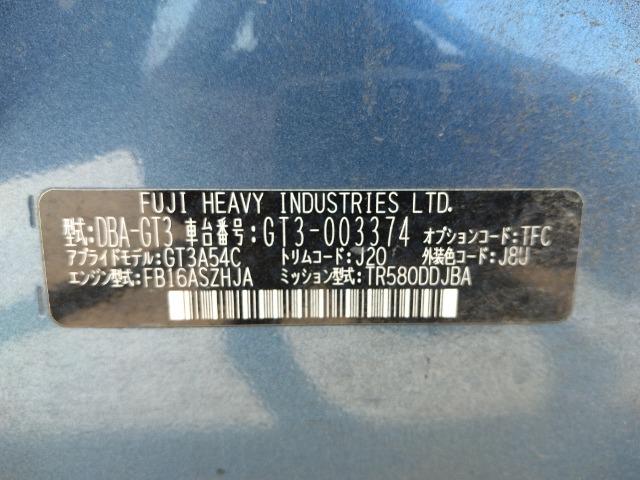 FUJI HEAVY INDUSTRIES LTD.
型式:DBA-GT3 車台番号:GT3-003374 オプションコード:TFC
アプライドモデル:GT3A54C トリムコード:J20 外装色コード:J8U
エンジン型式:FB16ASZHJA ミッション型式:TR580DDJBA